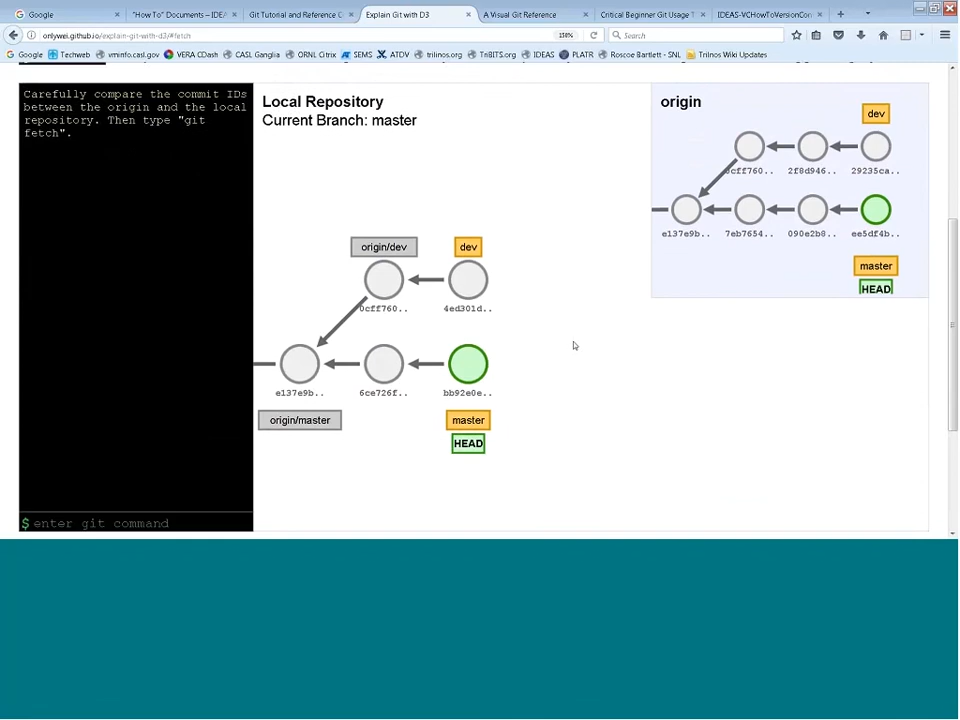 Google
"How To" Documents – IDE
Git Tutorial and Reference C
Explain Git with D3
A Visual Git Reference
Critical Beginner Git Usage T
IDEAS-VCHowToVersionCon
onlywei.github.io/explain-git-with-d3/#fetch
150%
Search
Google
Techweb
vminfo.casl.gov
VERA CDash
CASL Ganglia
ORNL Citrix
SEMS
ATDV
trilinos.org
TriBITS.org
IDEAS
PLATR
Roscoe Bartlett - SNL
Trilinos Wiki Updates
Carefully compare the commit IDs
between the origin and the local
repository. Then type "git
fetch".
$ enter git command
Local Repository
Current Branch: master
origin/dev
dev
0cff760..
4ed301d..
e137e9b..
6ce726f..
bb92e0e..
origin/master
master
HEAD
origin
dev
0cff760..
2f8d946..
29235ca..
e137e9b..
7eb7654..
090e2b8..
ee5df4b..
master
HEAD